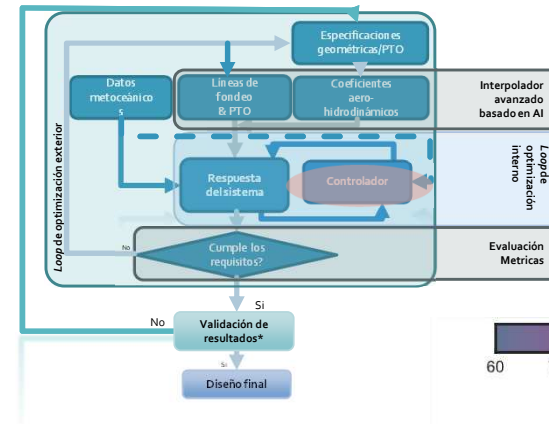 Especificaciones
geométricas/PTO
Datos
metoceánico
s
Líneas de
fondeo
& PTO
Coeficientes
aero-
hidrodinámicos
Interpolador
avanzado
basado en AI
Loop de optimización exterior
Respuesta
del sistema
Controlador
Loop de
optimización
interno
No
Cumple los
requisitos?
Evaluación
Metricas
Si
No
Validación de
resultados*
Si
Diseño final
60